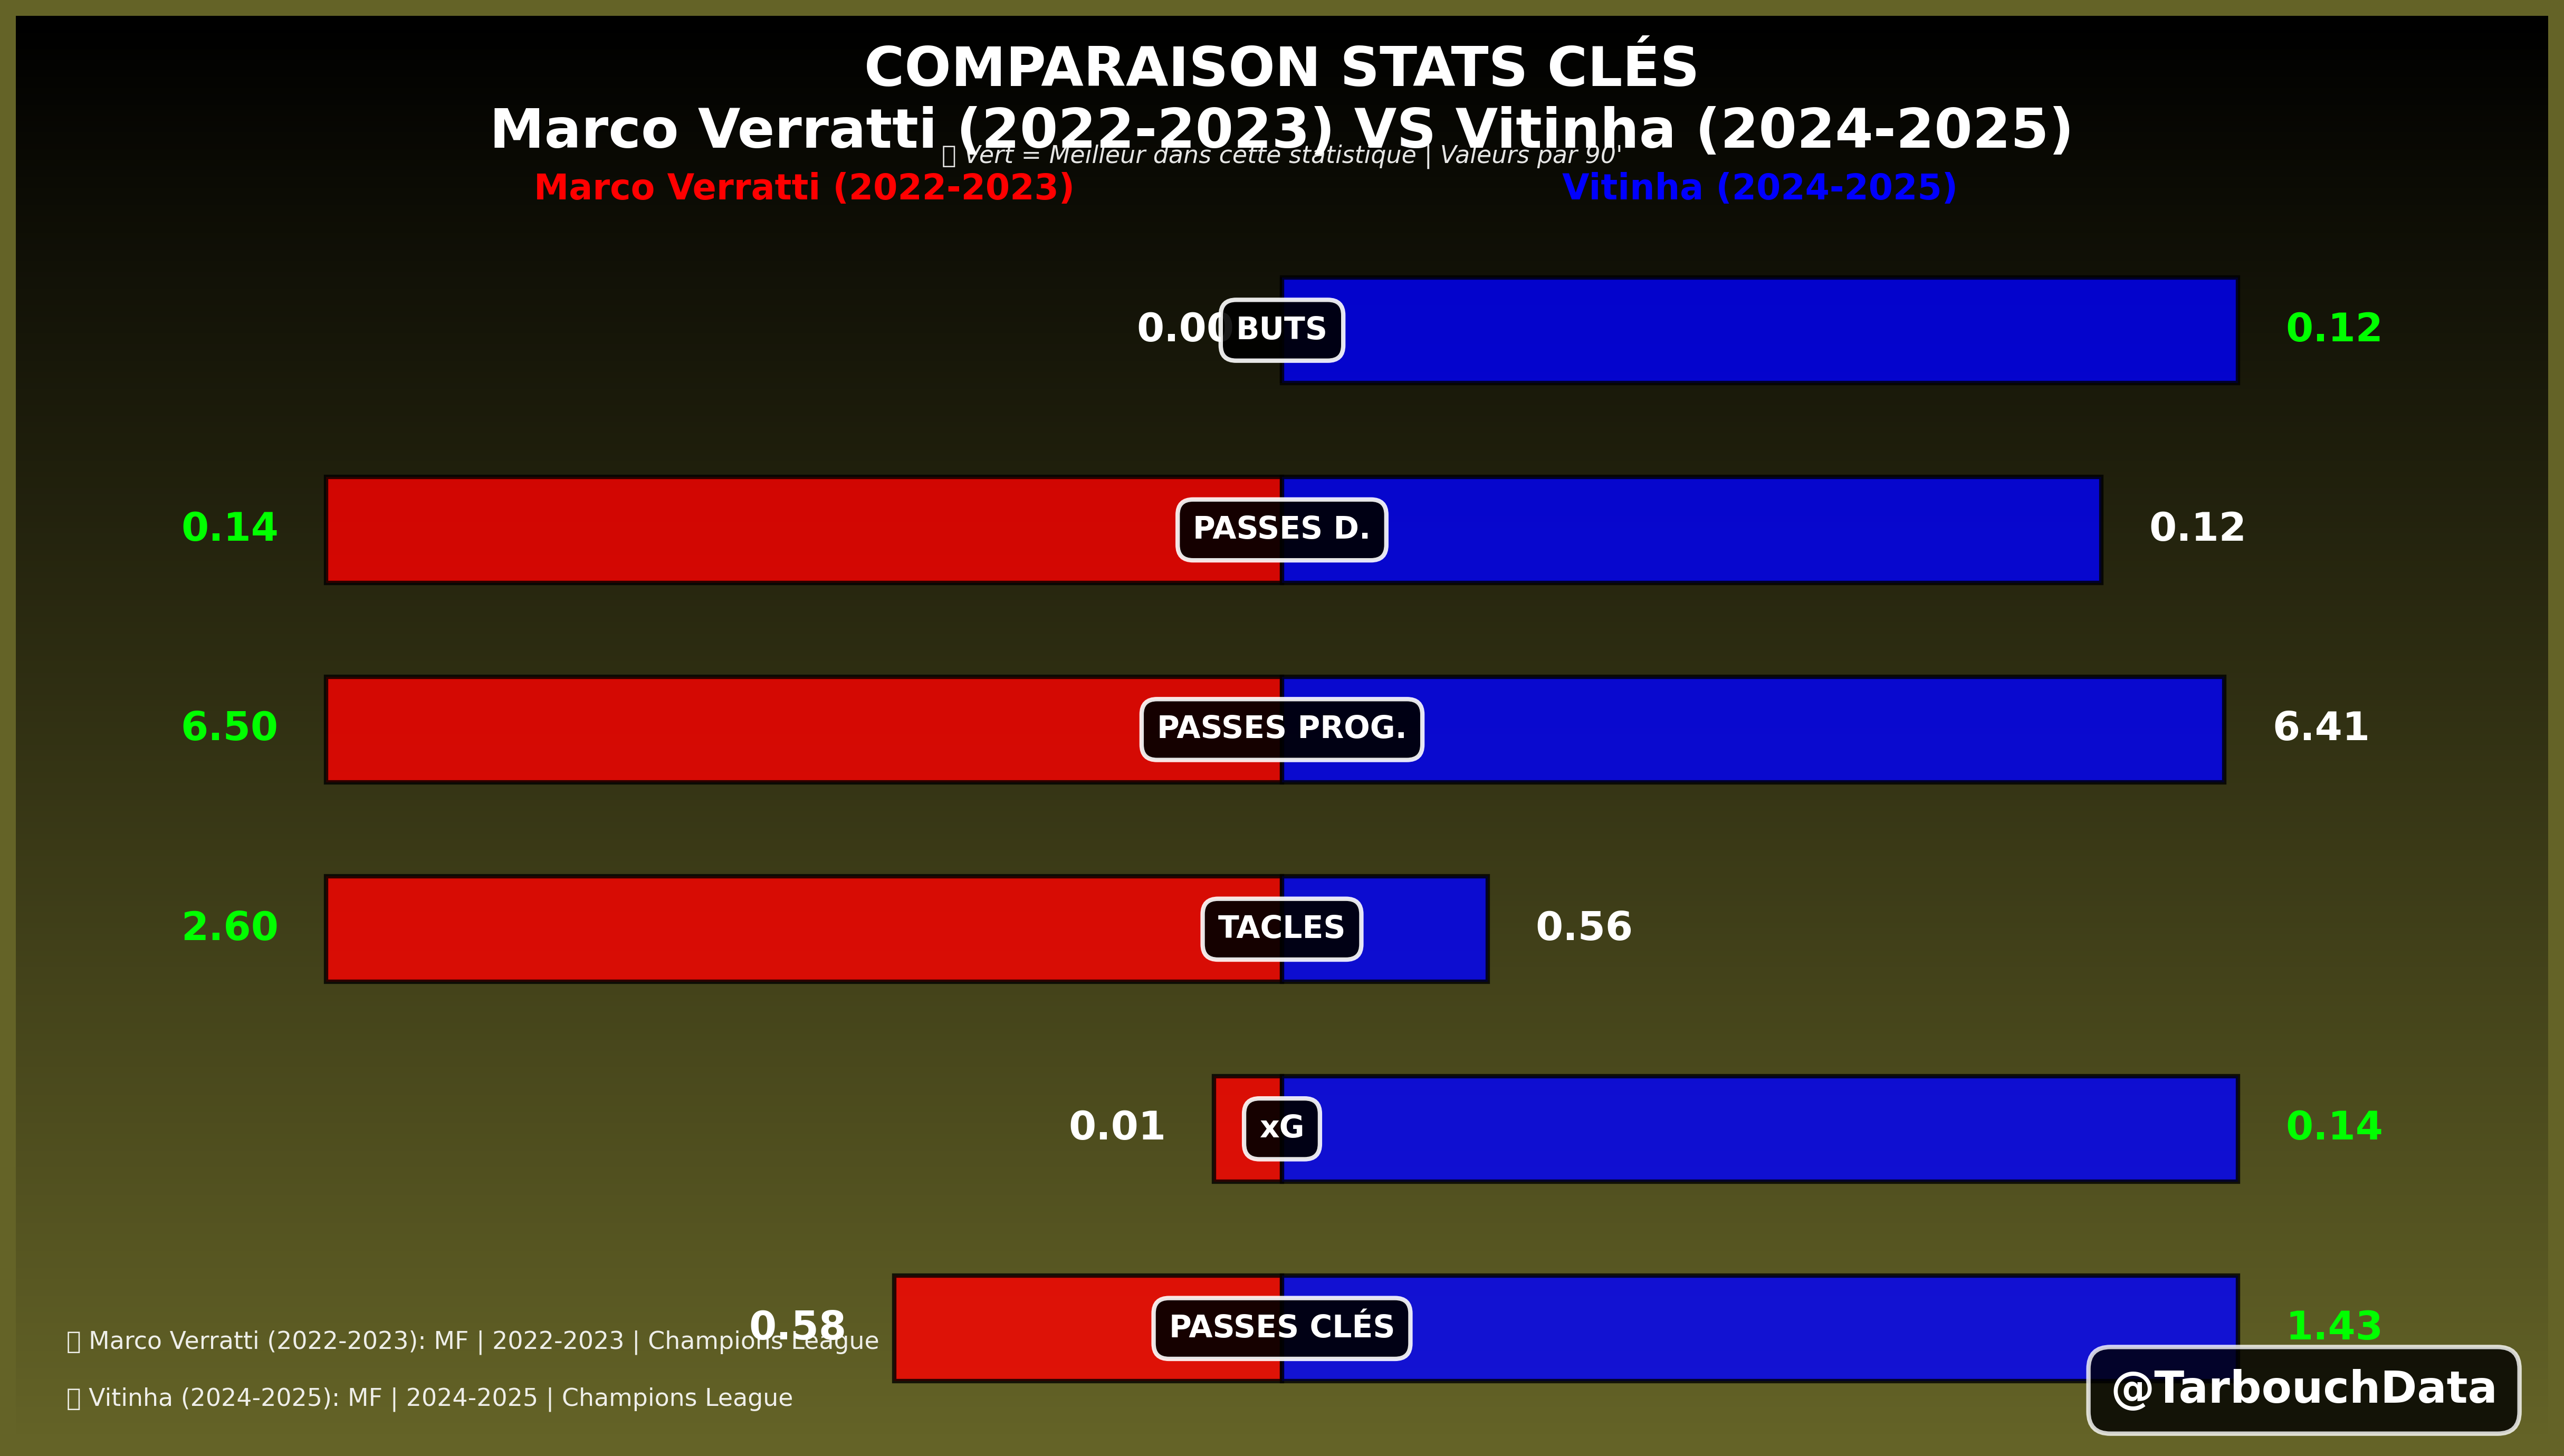 COMPARAISON STATS CLÉS
Marco Verratti (2022-2023) VS Vitinha (2024-2025)
Vert = Meilleur dans cette statistique | Valeurs par 90'
Marco Verratti (2022-2023) Vitinha (2024-2025)
0.00 BUTS 0.12
0.14 PASSES D. 0.12
6.50 PASSES PROG. 6.41
2.60 TACLES 0.56
0.01 xG 0.14
0.58 PASSES CLÉS 1.43
Marco Verratti (2022-2023): MF | 2022-2023 | Champions League
Vitinha (2024-2025): MF | 2024-2025 | Champions League
@TarbouchData